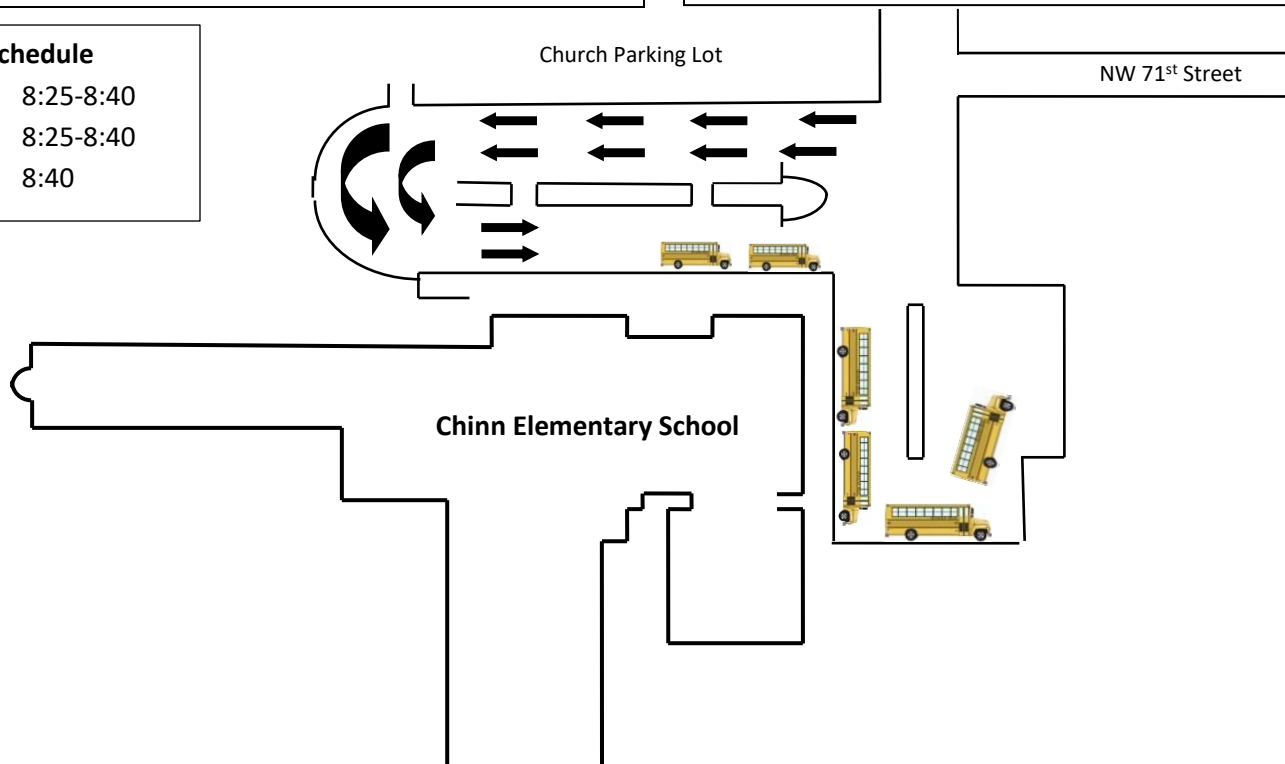 chedule
8:25-8:40
8:25-8:40
8:40
Church Parking Lot
NW 71st Street
Chinn Elementary School